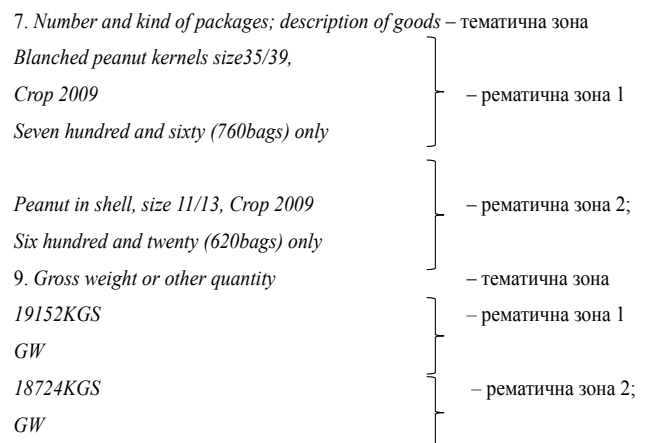 7. Number and kind of packages; description of goods – тематична зона
Blanched peanut kernels size35/39,
Crop 2009 – рематична зона 1
Seven hundred and sixty (760bags) only
Peanut in shell, size 11/13, Crop 2009 – рематична зона 2;
Six hundred and twenty (620bags) only
9. Gross weight or other quantity – тематична зона
19152KGS – рематична зона 1
GW
18724KGS – рематична зона 2;
GW